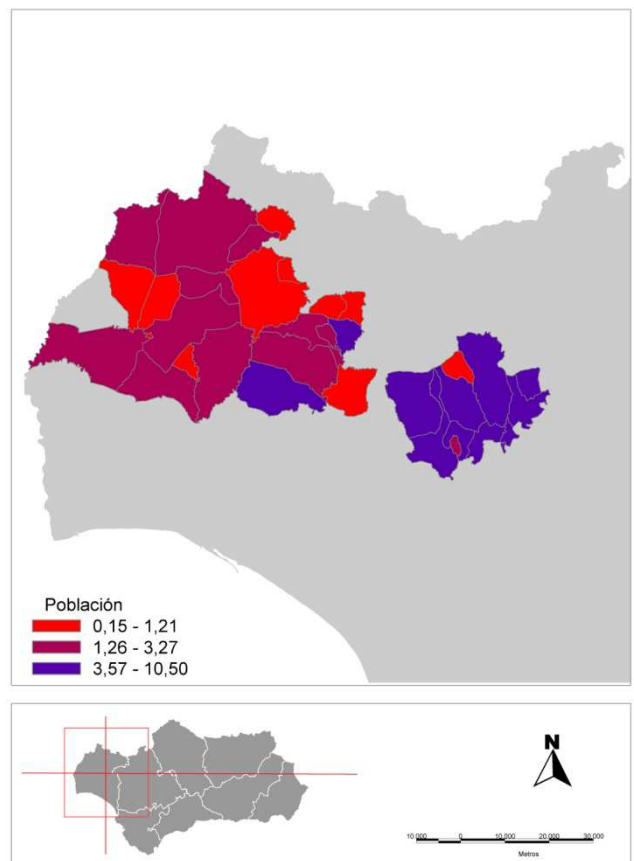 Población
0,15 - 1,21
1,26 - 3,27
3,57 - 10,50
N
10.000 0 10.000 20.000 30.000
Metros